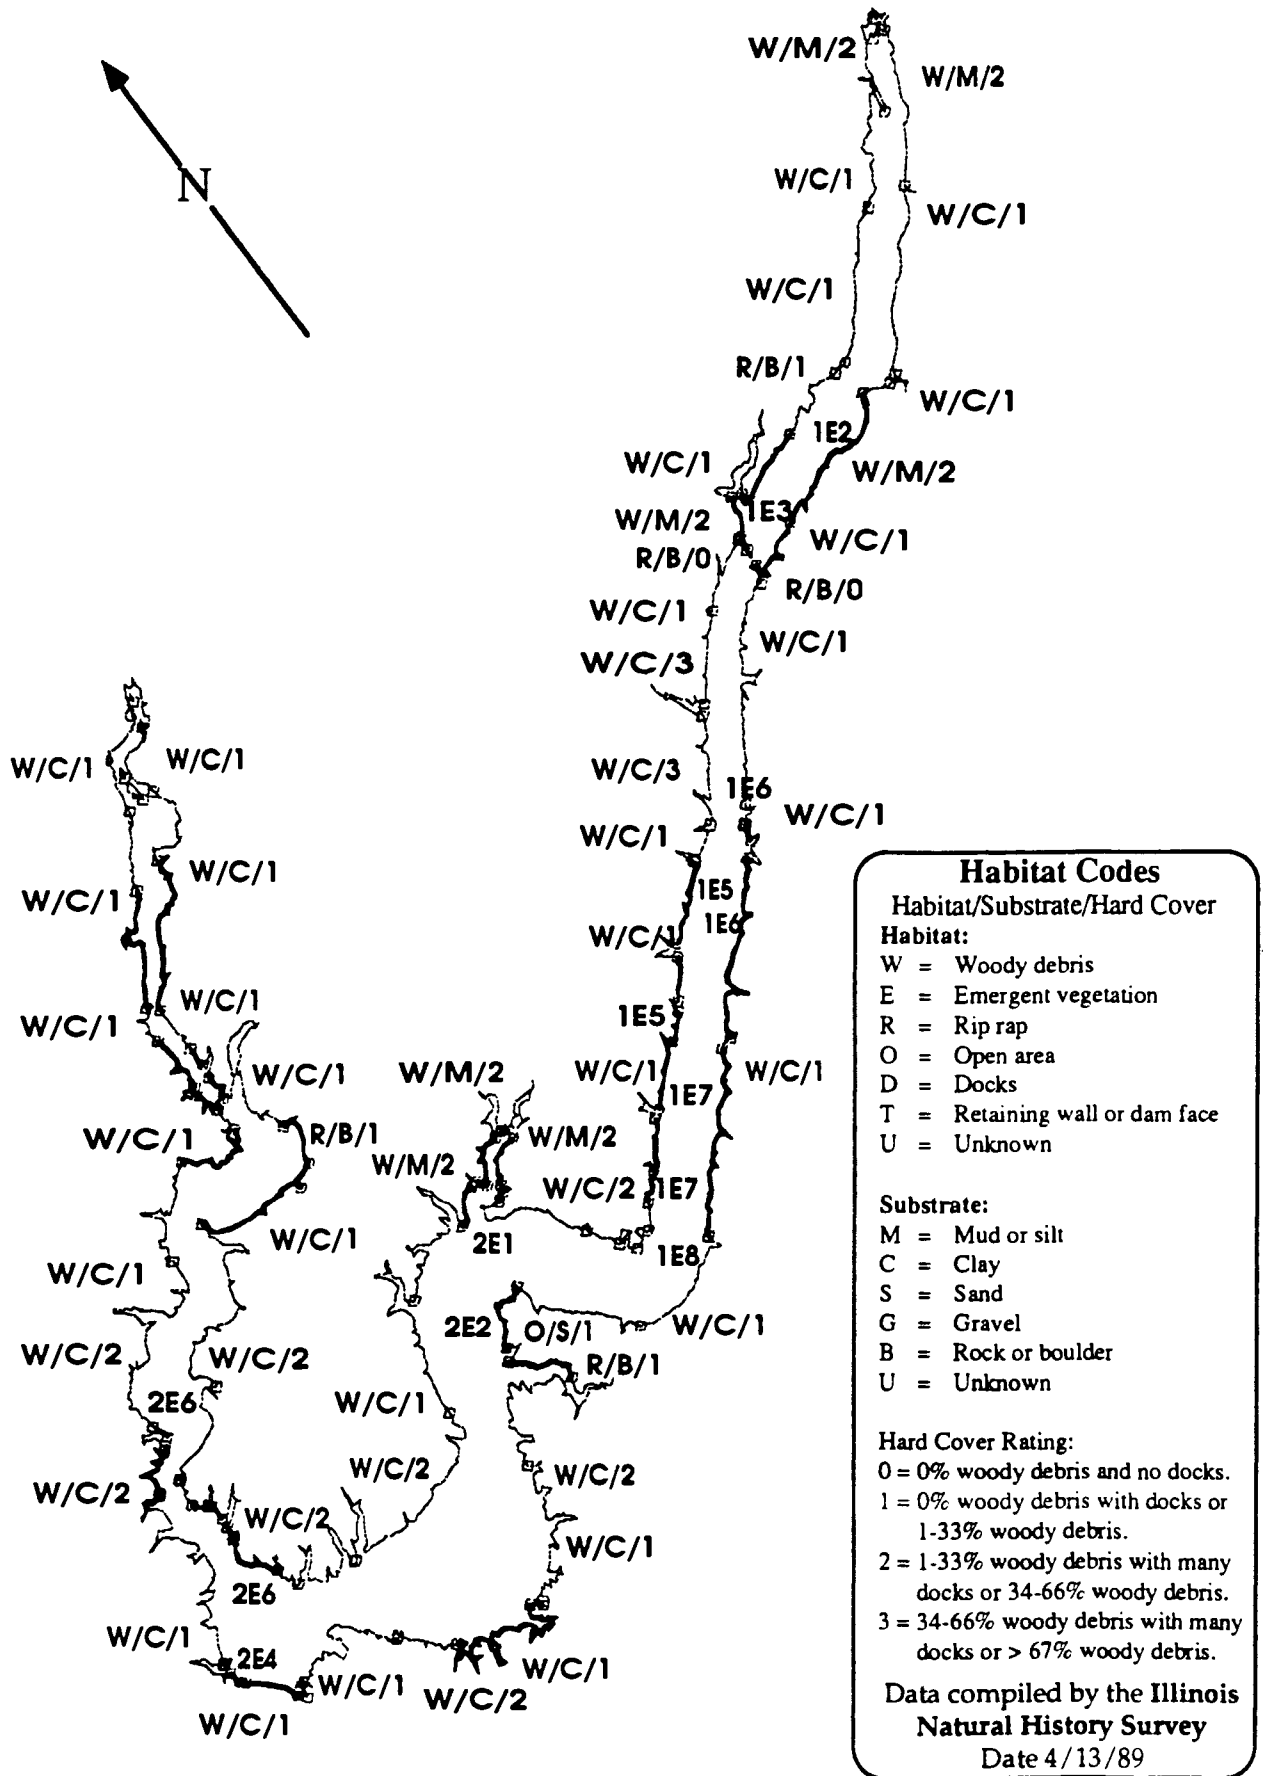 W/M/2
W/M/2
N
W/C/1
W/C/1
W/C/1
R/B/1
W/C/1
1E2
W/C/1
W/M/2
1E3
W/M/2
W/C/1
R/B/0
R/B/0
W/C/1
W/C/1
W/C/3
W/C/1
W/C/1
W/C/3
1E6
W/C/1
W/C/1
W/C/1
1E5
W/C/1
1E6
W/C/1
W/C/1
1E5
W/C/1
W/C/1
W/M/2
W/C/1
W/C/1
1E7
W/C/1
R/B/1
W/M/2
W/M/2
W/C/2
1E7
W/C/1
2E1
1E8
W/C/1
2E2
O/S/1
W/C/1
W/C/2
W/C/2
R/B/1
2E6
W/C/1
W/C/2
W/C/2
W/C/2
W/C/2
W/C/1
2E6
W/C/1
2E4
W/C/1
W/C/1
W/C/2
W/C/1
Habitat Codes
Habitat/Substrate/Hard Cover
Habitat:
W = Woody debris
E = Emergent vegetation
R = Rip rap
O = Open area
D = Docks
T = Retaining wall or dam face
U = Unknown
Substrate:
M = Mud or silt
C = Clay
S = Sand
G = Gravel
B = Rock or boulder
U = Unknown
Hard Cover Rating:
0 = 0% woody debris and no docks.
1 = 0% woody debris with docks or
1-33% woody debris.
2 = 1-33% woody debris with many
docks or 34-66% woody debris.
3 = 34-66% woody debris with many
docks or > 67% woody debris.
Data compiled by the Illinois
Natural History Survey
Date 4/13/89